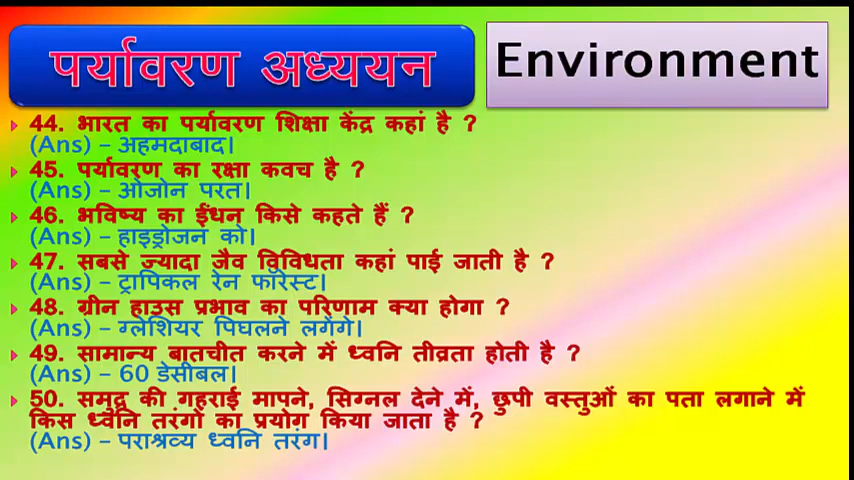 पर्यावरण अध्ययन
Environment
44. भारत का पर्यावरण शिक्षा केंद्र कहां है ?
(Ans) – अहमदाबाद।
45. पर्यावरण का रक्षा कवच है ?
(Ans) – ओजोन परत।
46. भविष्य का ईंधन किसे कहते हैं ?
(Ans) – हाइड्रोजन को।
47. सबसे ज्यादा जैव विविधता कहां पाई जाती है ?
(Ans) – ट्रापिकल रेन फारेस्ट।
48. ग्रीन हाउस प्रभाव का परिणाम क्या होगा ?
(Ans) – ग्लेशियर पिघलने लगेंगे।
49. सामान्य बातचीत करने में ध्वनि तीव्रता होती है ?
(Ans) – 60 डेसीबल।
50. समुद्र की गहराई मापने, सिग्नल देने में, छुपी वस्तुओं का पता लगाने में
किस ध्वनि तरंगों का प्रयोग किया जाता है ?
(Ans) – पराश्रव्य ध्वनि तरंग।